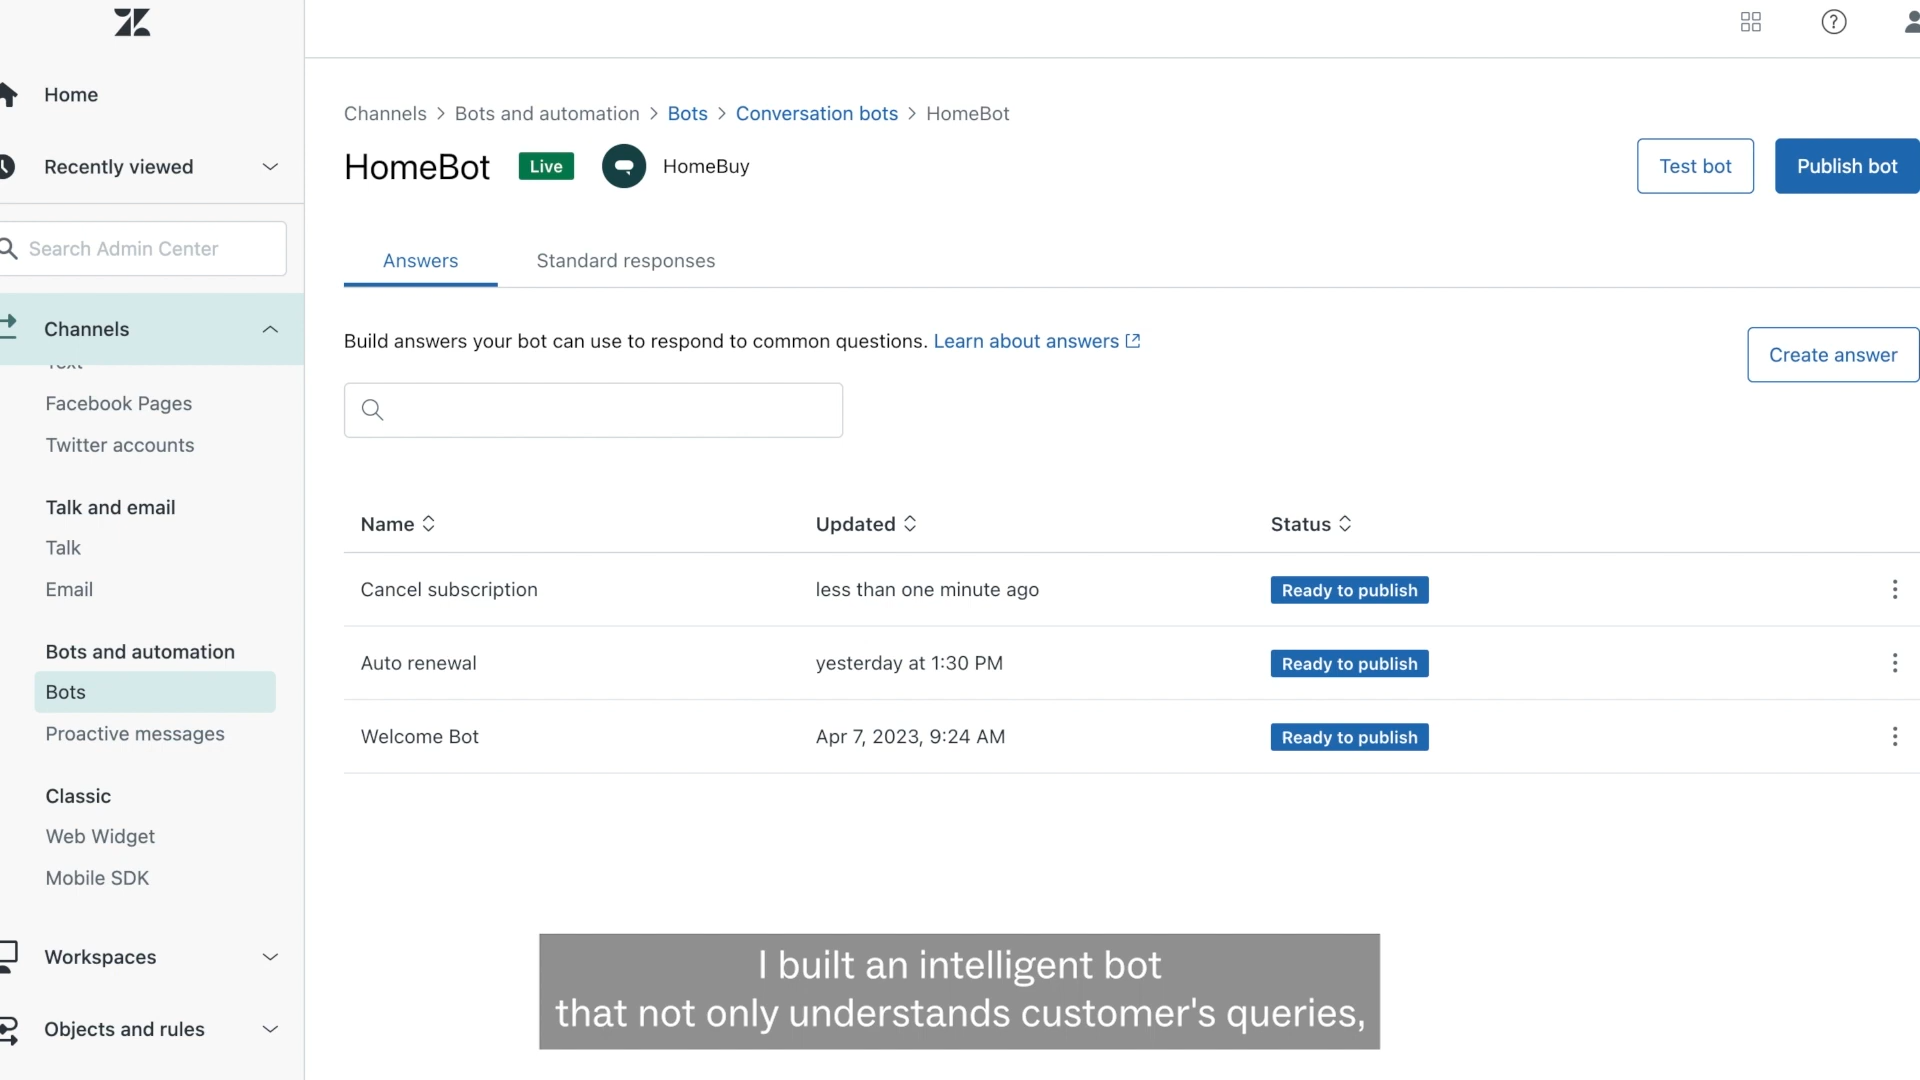 Home
Recently viewed
Search Admin Center
Channels
Text
Facebook Pages
Twitter accounts
Talk and email
Talk
Email
Bots and automation
Bots
Proactive messages
Classic
Web Widget
Mobile SDK
Workspaces
Objects and rules
Channels > Bots and automation > Bots > Conversation bots > HomeBot
HomeBot Live HomeBuy
Test bot Publish bot
Answers Standard responses
Build answers your bot can use to respond to common questions. Learn about answers
Create answer
Name Updated Status
Cancel subscription less than one minute ago Ready to publish
Auto renewal yesterday at 1:30 PM Ready to publish
Welcome Bot Apr 7, 2023, 9:24 AM Ready to publish
I built an intelligent bot
that not only understands customer's queries,